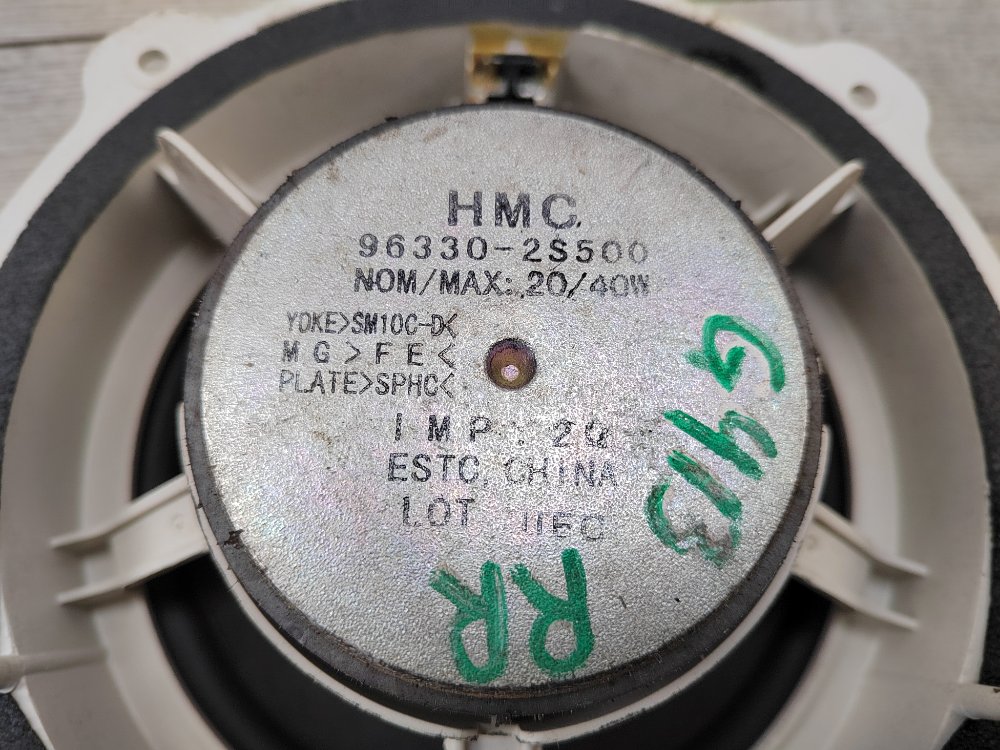 HMC.
96330-2S500
NOM/MAX: 20/40W
YOKE>SM10C-D<
MG>FE<
PLATE>SPHC<
IMP. 2Ω
ESTC, CHINA
LOT
RR